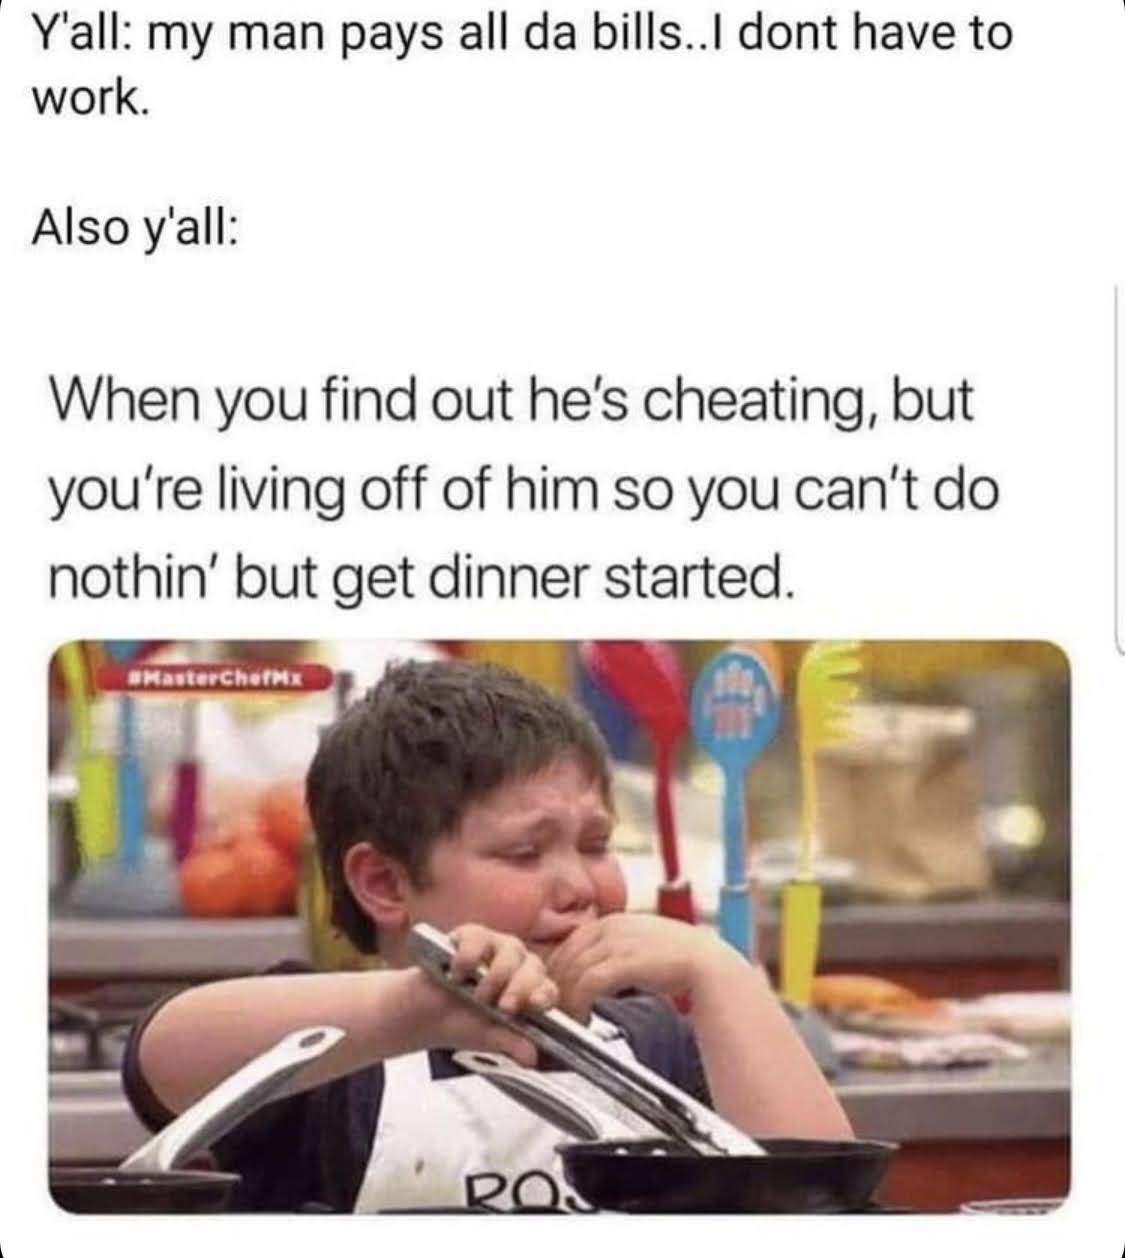 Y'all: my man pays all da bills..I dont have to
work.
Also y'all:
When you find out he's cheating, but
you're living off of him so you can't do
nothin' but get dinner started.
#MasterChefMx
RO